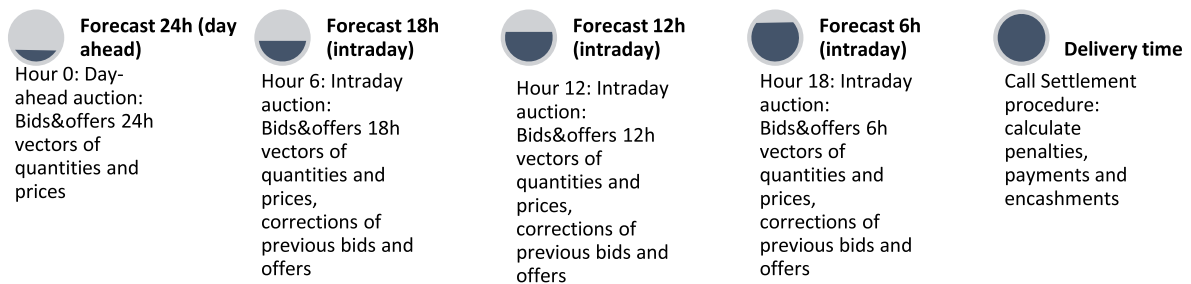 Forecast 24h (day
ahead)
Hour 0: Day-
ahead auction:
Bids&offers 24h
vectors of
quantities and
prices
Forecast 18h
(intraday)
Hour 6: Intraday
auction:
Bids&offers 18h
vectors of
quantities and
prices,
corrections of
previous bids and
offers
Forecast 12h
(intraday)
Hour 12: Intraday
auction:
Bids&offers 12h
vectors of
quantities and
prices,
corrections of
previous bids and
offers
Forecast 6h
(intraday)
Hour 18: Intraday
auction:
Bids&offers 6h
vectors of
quantities and
prices,
corrections of
previous bids and
offers
Delivery time
Call Settlement
procedure:
calculate
penalties,
payments and
encashments